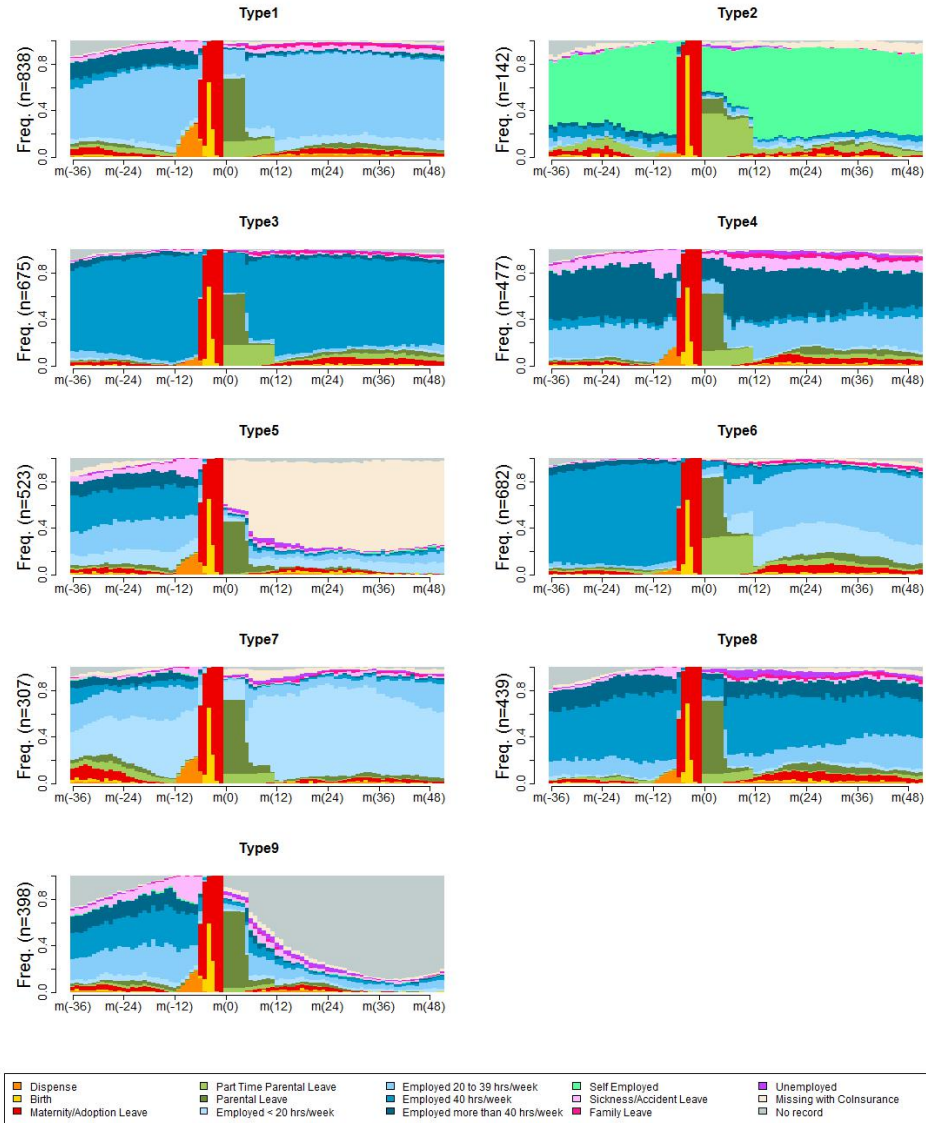 Type1
Type2
Freq. (n=838)
0.0 0.4 0.8
m(-36) m(-24) m(-12) m(0) m(12) m(24) m(36) m(48)
Freq. (n=142)
0.0 0.4 0.8
m(-36) m(-24) m(-12) m(0) m(12) m(24) m(36) m(48)
Type3
Type4
Freq. (n=675)
0.0 0.4 0.8
m(-36) m(-24) m(-12) m(0) m(12) m(24) m(36) m(48)
Freq. (n=477)
0.0 0.4 0.8
m(-36) m(-24) m(-12) m(0) m(12) m(24) m(36) m(48)
Type5
Type6
Freq. (n=523)
0.0 0.4 0.8
m(-36) m(-24) m(-12) m(0) m(12) m(24) m(36) m(48)
Freq. (n=682)
0.0 0.4 0.8
m(-36) m(-24) m(-12) m(0) m(12) m(24) m(36) m(48)
Type7
Type8
Freq. (n=307)
0.0 0.4 0.8
m(-36) m(-24) m(-12) m(0) m(12) m(24) m(36) m(48)
Freq. (n=439)
0.0 0.4 0.8
m(-36) m(-24) m(-12) m(0) m(12) m(24) m(36) m(48)
Type9
Freq. (n=398)
0.0 0.4 0.8
m(-36) m(-24) m(-12) m(0) m(12) m(24) m(36) m(48)
Dispense Part Time Parental Leave Employed 20 to 39 hrs/week Self Employed Unemployed
Birth Parental Leave Employed 40 hrs/week Sickness/Accident Leave Missing with CoInsurance
Maternity/Adoption Leave Employed < 20 hrs/week Employed more than 40 hrs/week Family Leave No record